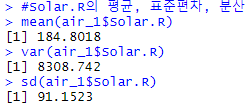 > #Solar.R의 평균, 표준편차, 분산
> mean(air_1$Solar.R)
[1] 184.8018
> var(air_1$Solar.R)
[1] 8308.742
> sd(air_1$Solar.R)
[1] 91.1523